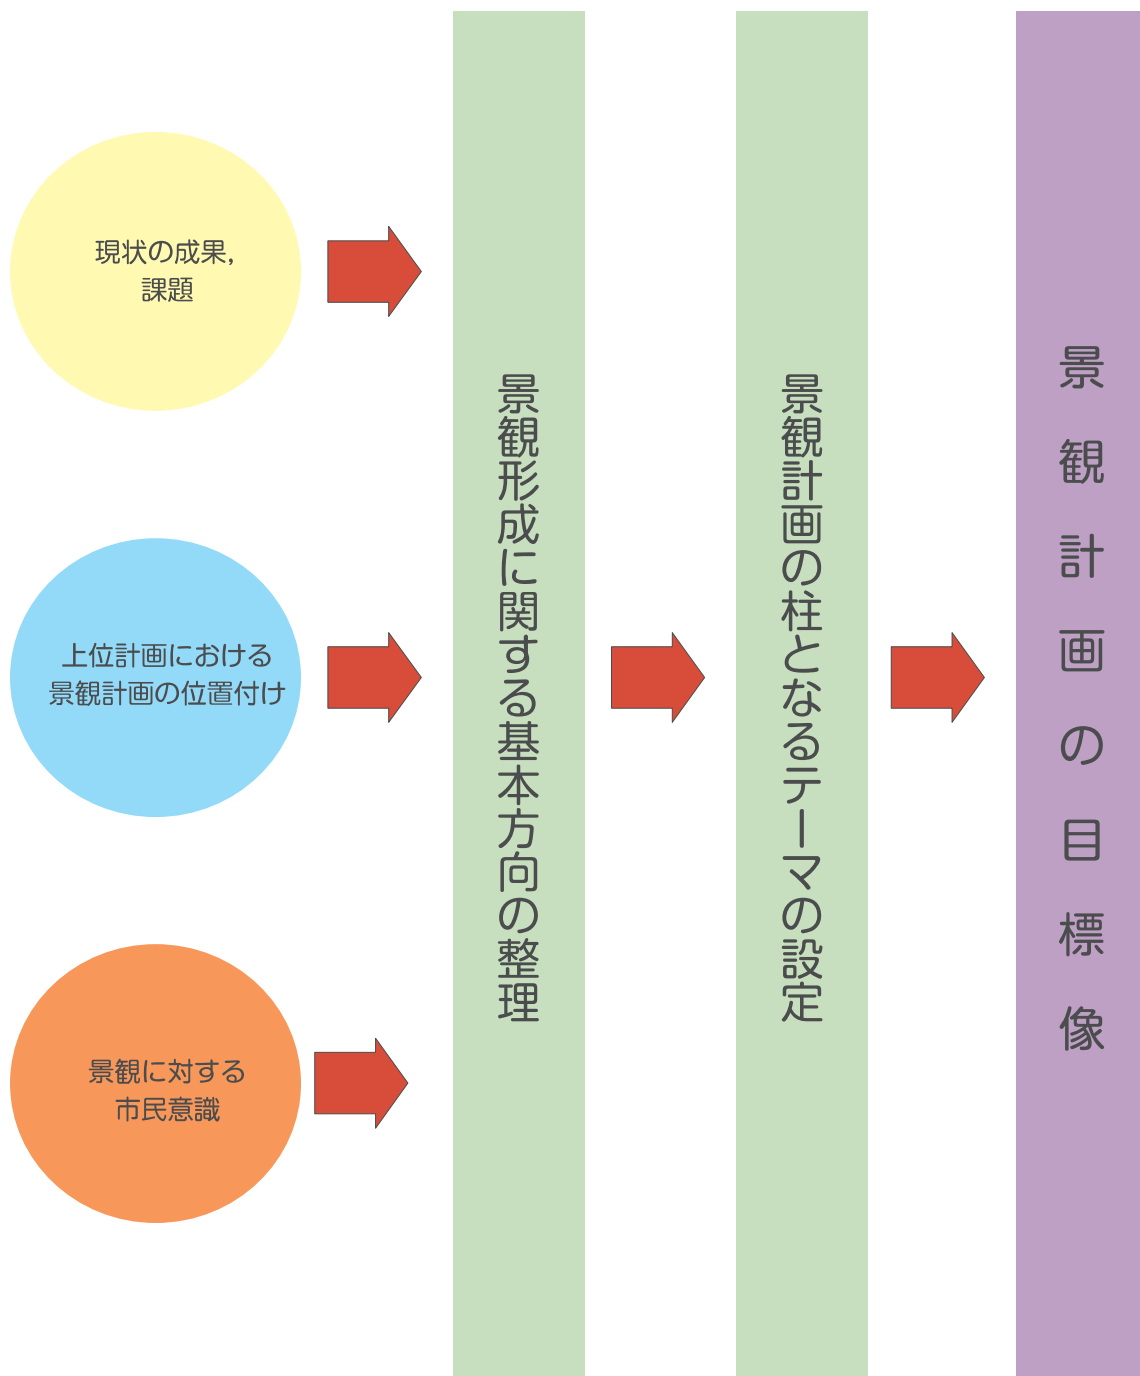 現状の成果，
課題
上位計画における
景観計画の位置付け
景観に対する
市民意識
景観形成に関する基本方向の整理
景観計画の柱となるテーマの設定
景観計画の目標像